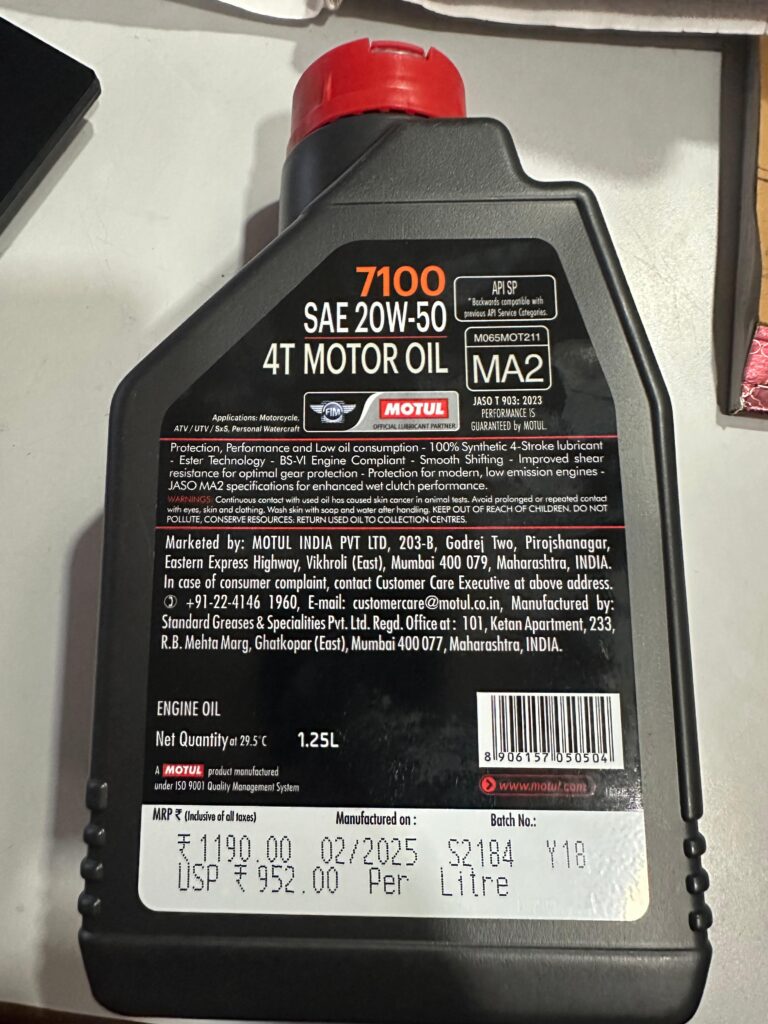 7100
SAE 20W-50
4T MOTOR OIL
API SP
*Backwards compatible with
previous API Service Categories.
M065MOT211
MA2
JASO T 903: 2023
PERFORMANCE IS
GUARANTEED by MOTUL.
Applications: Motorcycle,
ATV / UTV / SxS, Personal Watercraft
FIM
MOTUL
OFFICIAL LUBRICANT PARTNER
Protection, Performance and Low oil consumption - 100% Synthetic 4-Stroke lubricant
- Ester Technology - BS-VI Engine Compliant - Smooth Shifting - Improved shear
resistance for optimal gear protection - Protection for modern, low emission engines -
JASO MA2 specifications for enhanced wet clutch performance.
WARNINGS: Continuous contact with used oil has caused skin cancer in animal tests. Avoid prolonged or repeated contact
with eyes, skin and clothing. Wash skin with soap and water after handling. KEEP OUT OF REACH OF CHILDREN. DO NOT
POLLUTE, CONSERVE RESOURCES: RETURN USED OIL TO COLLECTION CENTRES.
Marketed by: MOTUL INDIA PVT LTD, 203-B, Godrej Two, Pirojshanagar,
Eastern Express Highway, Vikhroli (East), Mumbai 400 079, Maharashtra, INDIA.
In case of consumer complaint, contact Customer Care Executive at above address.
✆ +91-22-4146 1960, E-mail: customercare@motul.co.in, Manufactured by:
Standard Greases & Specialities Pvt. Ltd. Regd. Office at : 101, Ketan Apartment, 233,
R.B. Mehta Marg, Ghatkopar (East), Mumbai 400 077, Maharashtra, INDIA.
ENGINE OIL
Net Quantity at 29.5°C 1.25L
8 906157 050504
A MOTUL product manufactured
under ISO 9001 Quality Management System
www.motul.com
MRP ₹ (Inclusive of all taxes) Manufactured on : Batch No.:
₹ 1190.00 02/2025 S2184 Y18
USP ₹ 952.00 Per Litre